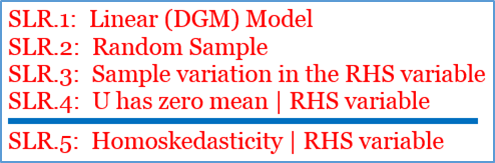 SLR.1:  Linear (DGM) Model
SLR.2:  Random Sample
SLR.3:  Sample variation in the RHS variable
SLR.4:  U has zero mean | RHS variable
SLR.5:  Homoskedasticity | RHS variable